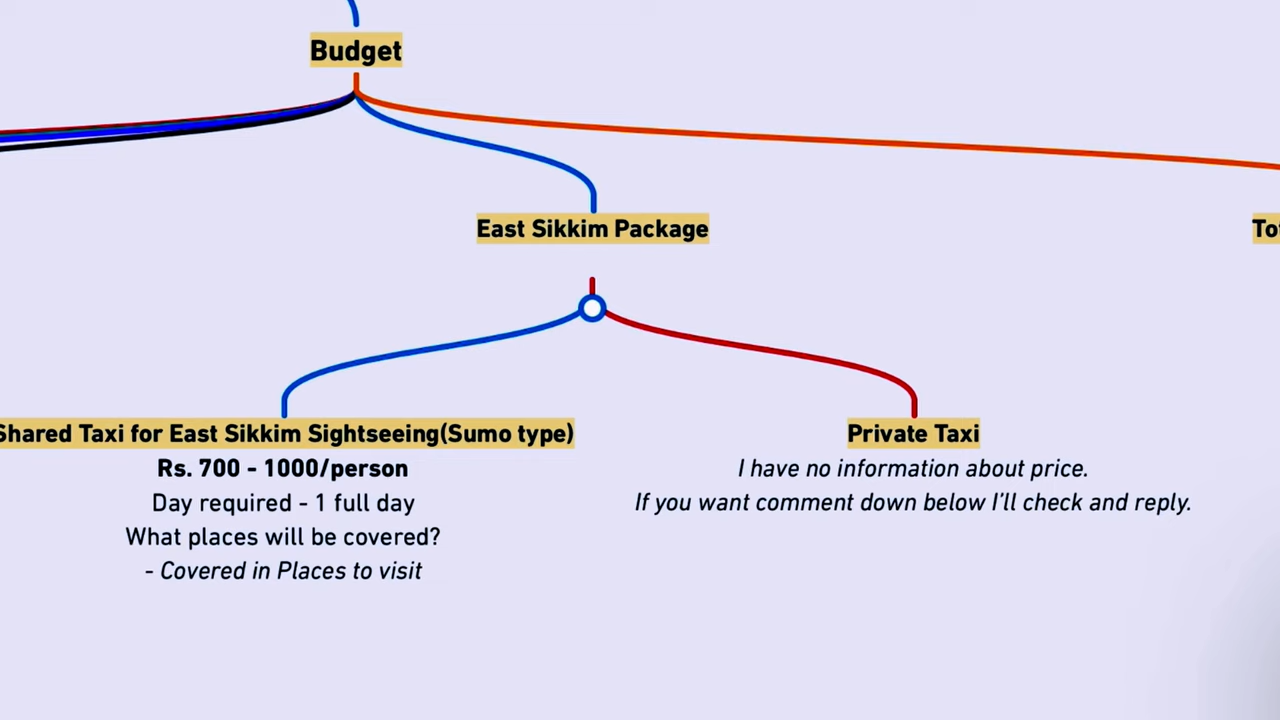 Budget
East Sikkim Package
Shared Taxi for East Sikkim Sightseeing(Sumo type)
Rs. 700 - 1000/person
Day required - 1 full day
What places will be covered?
- Covered in Places to visit
Private Taxi
I have no information about price.
If you want comment down below I'll check and reply.